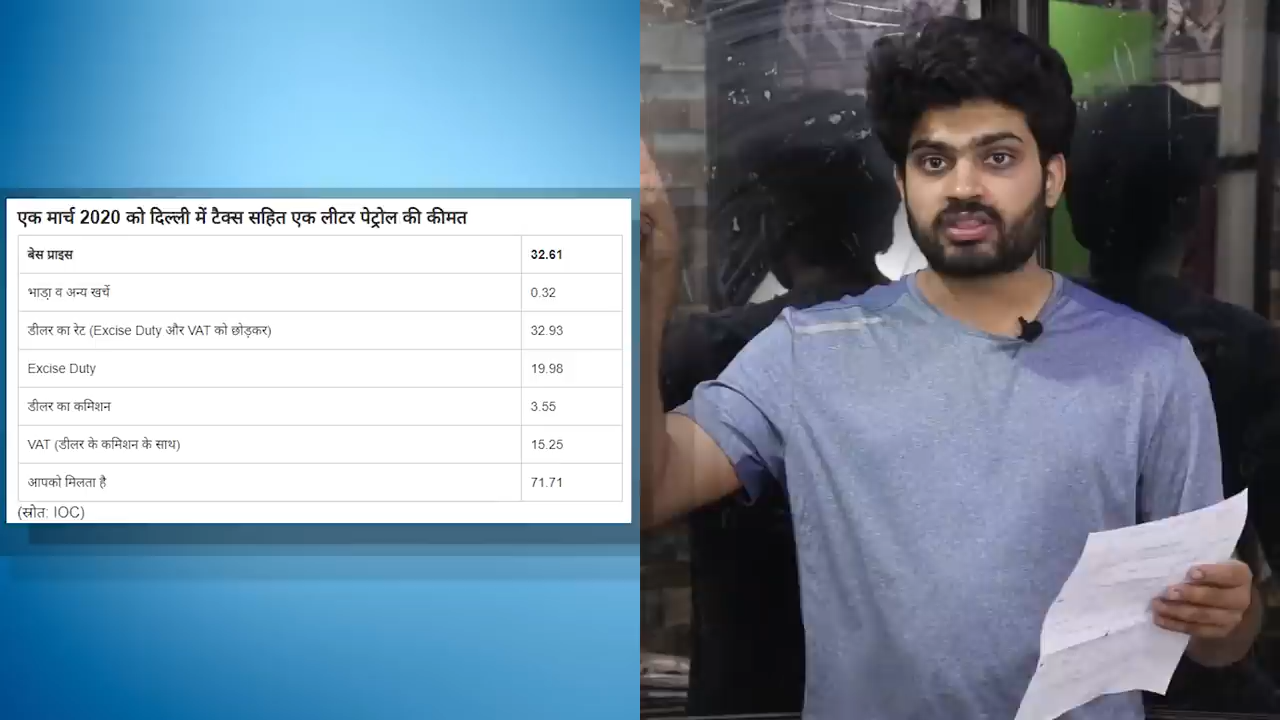 एक मार्च 2020 को दिल्ली में टैक्स सहित एक लीटर पेट्रोल की कीमत
बेस प्राइस 32.61
भाड़ा व अन्य खर्चे 0.32
डीलर का रेट (Excise Duty और VAT को छोड़कर) 32.93
Excise Duty 19.98
डीलर का कमिशन 3.55
VAT (डीलर के कमिशन के साथ) 15.25
आपको मिलता है 71.71
(स्रोत: IOC)